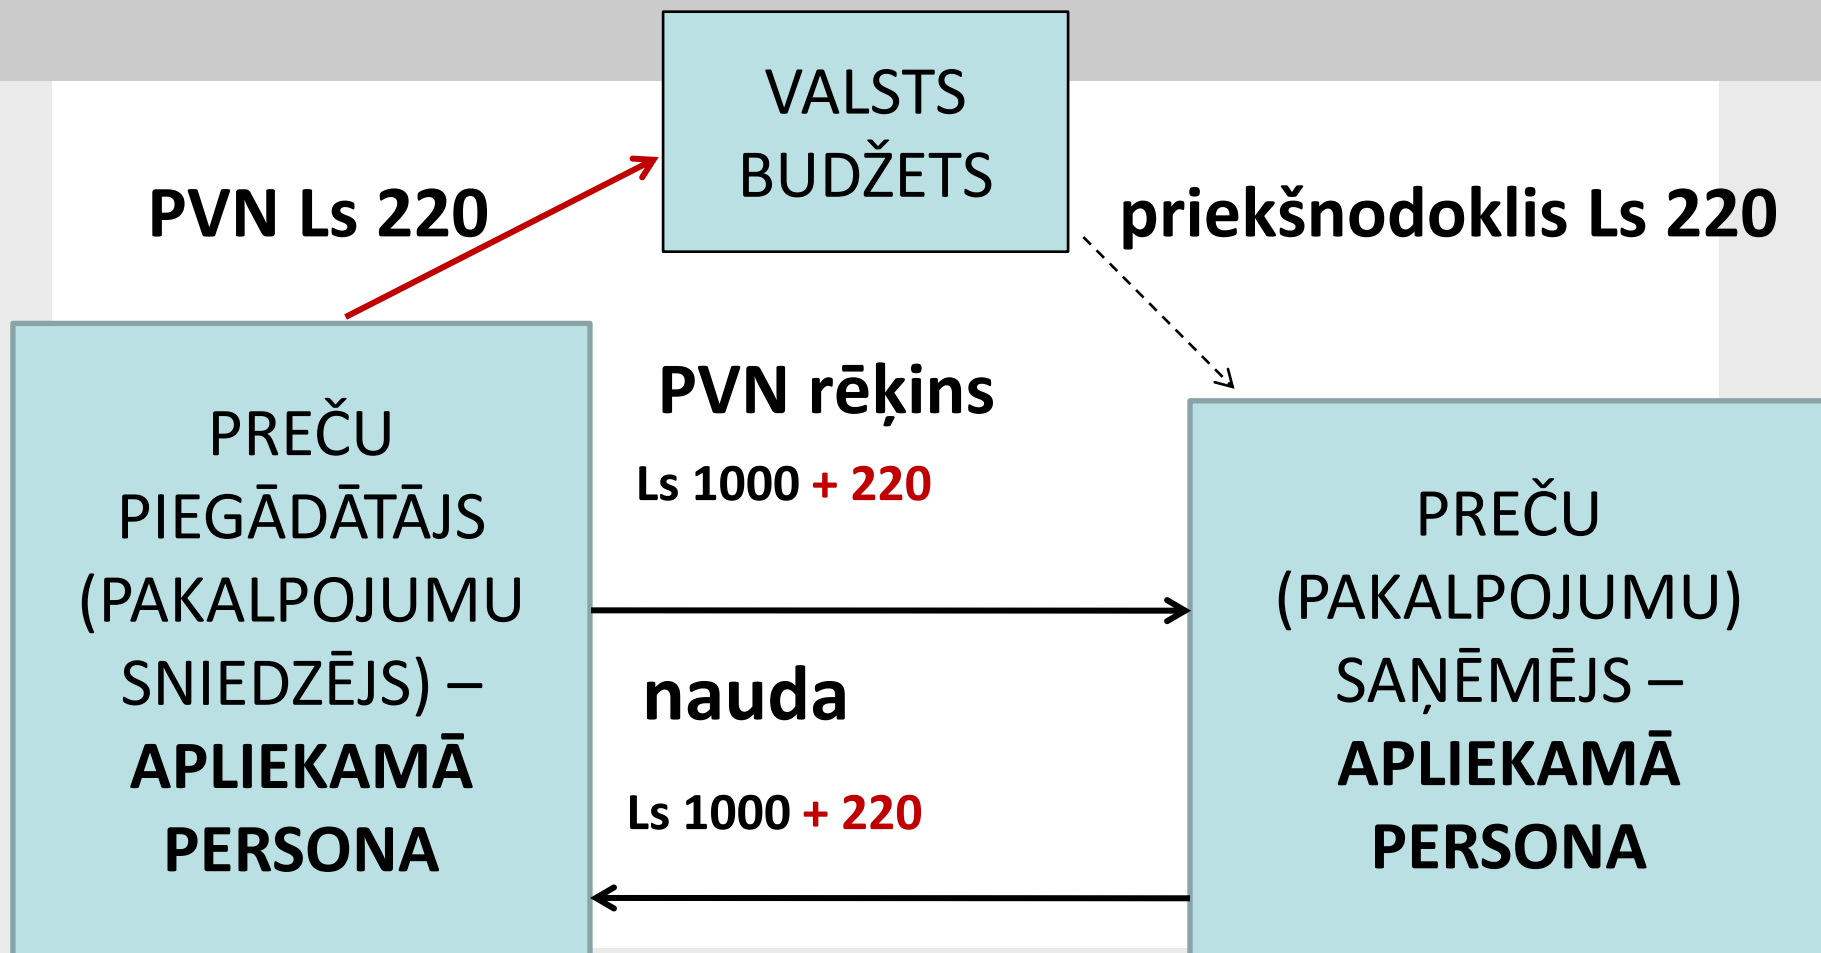 VALSTS
BUDŽETS
PVN Ls 220
priekšnodoklis Ls 220
PVN rēķins
Ls 1000 + 220
PREČU
PIEGĀDĀTĀJS
(PAKALPOJUMU
SNIEDZĒJS) –
APLIEKAMĀ
PERSONA
nauda
Ls 1000 + 220
PREČU
(PAKALPOJUMU)
SAŅĒMĒJS –
APLIEKAMĀ
PERSONA